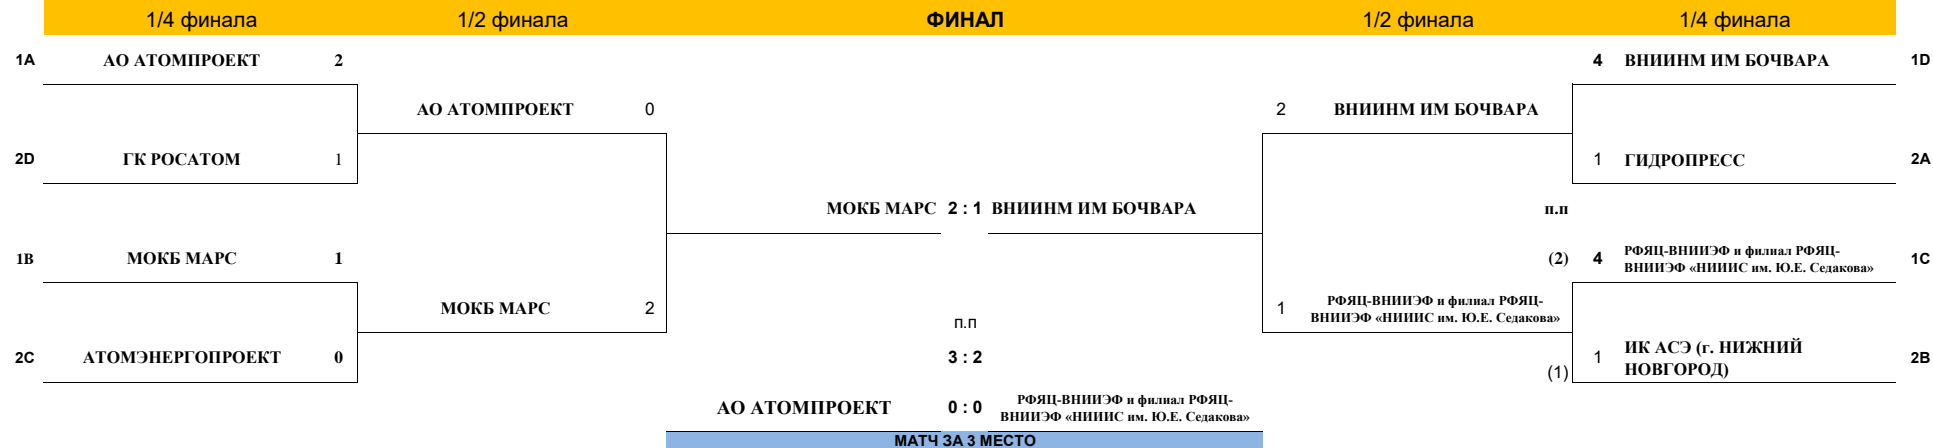 1/4 финала 1/2 финала ФИНАЛ 1/2 финала 1/4 финала
1A АО АТОМПРОЕКТ 2 4 ВНИИНМ ИМ БОЧВАРА 1D
АО АТОМПРОЕКТ 0 2 ВНИИНМ ИМ БОЧВАРА
2D ГК РОСАТОМ 1 1 ГИДРОПРЕСС 2A
МОКБ МАРС 2 : 1 ВНИИНМ ИМ БОЧВАРА п.п
1B МОКБ МАРС 1 (2) 4 РФЯЦ-ВНИИЭФ и филиал РФЯЦ-
ВНИИЭФ «НИИИС им. Ю.Е. Седакова» 1C
МОКБ МАРС 2 1 РФЯЦ-ВНИИЭФ и филиал РФЯЦ-
ВНИИЭФ «НИИИС им. Ю.Е. Седакова»
п.п
2C АТОМЭНЕРГОПРОЕКТ 0 3 : 2 (1) 1 ИК АСЭ (г. НИЖНИЙ
НОВГОРОД) 2B
АО АТОМПРОЕКТ 0 : 0 РФЯЦ-ВНИИЭФ и филиал РФЯЦ-
ВНИИЭФ «НИИИС им. Ю.Е. Седакова»
МАТЧ ЗА 3 МЕСТО